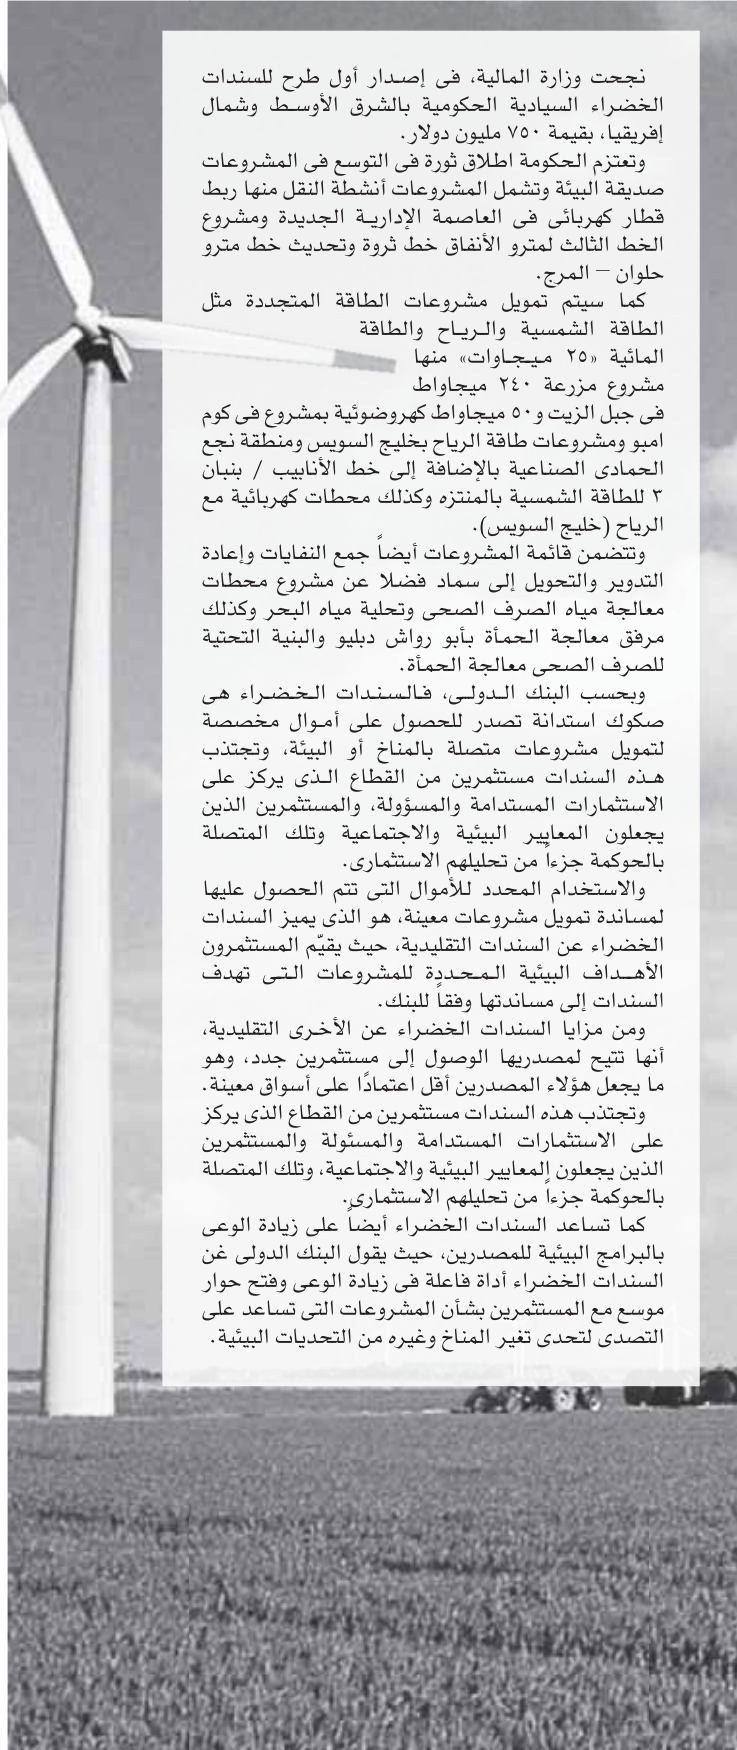 نجحت وزارة المالية، فى إصدار أول طرح للسندات
الخضراء السيادية الحكومية بالشرق الأوسط وشمال
إفريقيا، بقيمة ٧٥٠ مليون دولار.
وتعتزم الحكومة اطلاق ثورة فى التوسع فى المشروعات
صديقة البيئة وتشمل المشروعات أنشطة النقل منها ربط
قطار كهربائى فى العاصمة الإدارية الجديدة ومشروع
الخط الثالث لمترو الأنفاق خط ثروة وتحديث خط مترو
حلوان – المرج.
كما سيتم تمويل مشروعات الطاقة المتجددة مثل
الطاقة الشمسية والرياح والطاقة
المائية «٢٥ ميجاوات» منها
مشروع مزرعة ٢٤٠ ميجاواط
فى جبل الزيت و٥٠ ميجاواط كهروضوئية بمشروع فى كوم
امبو ومشروعات طاقة الرياح بخليج السويس ومنطقة نجع
الحمادى الصناعية بالإضافة إلى خط الأنابيب / بنبان
٣ للطاقة الشمسية بالمنتزه وكذلك محطات كهربائية مع
الرياح (خليج السويس).
وتتضمن قائمة المشروعات أيضاً جمع النفايات وإعادة
التدوير والتحويل إلى سماد فضلا عن مشروع محطات
معالجة مياه الصرف الصحى وتحلية مياه البحر وكذلك
مرفق معالجة الحمأة بأبو رواش دبليو والبنية التحتية
للصرف الصحى معالجة الحمأة.
وبحسب البنك الدولى، فالسندات الخضراء هى
صكوك استدانة تصدر للحصول على أموال مخصصة
لتمويل مشروعات متصلة بالمناخ أو البيئة، وتجتذب
هذه السندات مستثمرين من القطاع الذى يركز على
الاستثمارات المستدامة والمسؤولة، والمستثمرين الذين
يجعلون المعايير البيئية والاجتماعية وتلك المتصلة
بالحوكمة جزءاً من تحليلهم الاستثمارى.
والاستخدام المحدد للأموال التى تتم الحصول عليها
لمساندة تمويل مشروعات معينة، هو الذى يميز السندات
الخضراء عن السندات التقليدية، حيث يقيّم المستثمرون
الأهداف البيئية المحددة للمشروعات التى تهدف
السندات إلى مساندتها وفقاً للبنك.
ومن مزايا السندات الخضراء عن الأخرى التقليدية،
أنها تتيح لمصدريها الوصول إلى مستثمرين جدد، وهو
ما يجعل هؤلاء المصدرين أقل اعتمادًا على أسواق معينة.
وتجتذب هذه السندات مستثمرين من القطاع الذى يركز
على الاستثمارات المستدامة والمسئولة والمستثمرين
الذين يجعلون المعايير البيئية والاجتماعية، وتلك المتصلة
بالحوكمة جزءاً من تحليلهم الاستثمارى.
كما تساعد السندات الخضراء أيضاً على زيادة الوعى
بالبرامج البيئية للمصدرين، حيث يقول البنك الدولى غن
السندات الخضراء أداة فاعلة فى زيادة الوعى وفتح حوار
موسع مع المستثمرين بشأن المشروعات التى تساعد على
التصدى لتحدى تغير المناخ وغيره من التحديات البيئية.